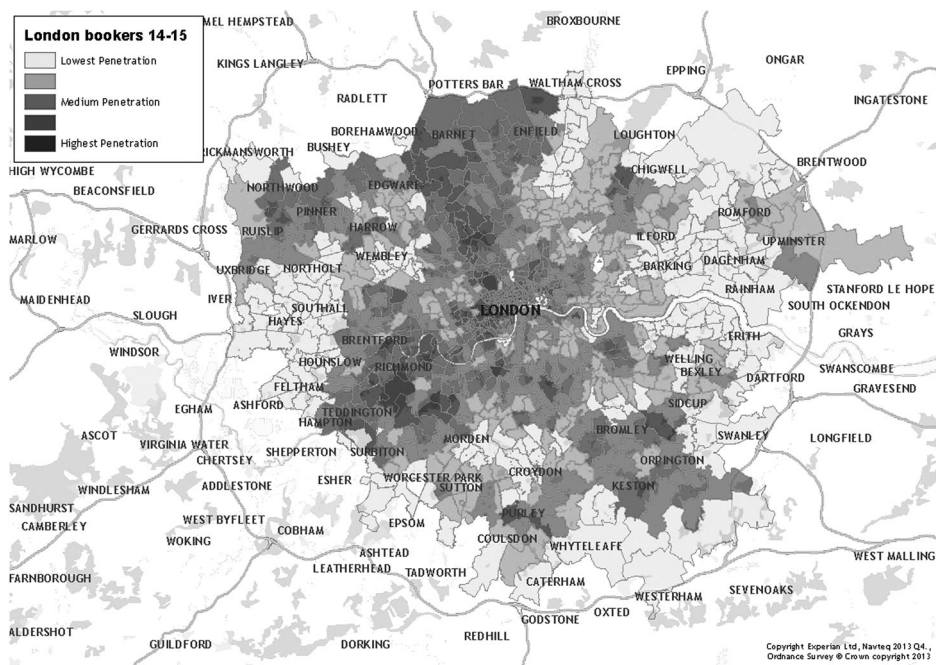 London bookers 14-15
Lowest Penetration
Medium Penetration
Highest Penetration
MEL HEMPSTEAD
BROXBOURNE
KINGS LANGLEY
POTTERS BAR
WALTHAM CROSS
EPPING
ONGAR
RADLETT
INGATESTONE
BOREHAMWOOD
BARNET
ENFIELD
LOUGHTON
BUSHEY
RICKMANSWORTH
HIGH WYCOMBE
CHIGWELL
BRENTWOOD
BEACONSFIELD
NORTHWOOD
EDGWARE
PINNER
ROMFORD
MARLOW
GERRARDS CROSS
RUISLIP
HARROW
ILFORD
UPMINSTER
WEMBLEY
DAGENHAM
UXBRIDGE
NORTHOLT
BARKING
RAINHAM
STANFORD LE HOPE
MAIDENHEAD
IVER
SOUTHALL
LONDON
SOUTH OCKENDON
SLOUGH
HAYES
GRAYS
BRENTFORD
ERITH
WINDSOR
HOUNSLOW
RICHMOND
WELLING
BEXLEY
SWANSCOMBE
FELTHAM
DARTFORD
GRAVESEND
EGHAM
ASHFORD
TEDDINGTON
SIDCUP
HAMPTON
ASCOT
VIRGINIA WATER
BROMLEY
SWANLEY
LONGFIELD
CHERTSEY
SHEPPERTON
SURBITON
MORDEN
ORPINGTON
WINDLESHAM
ADDLESTONE
ESHER
WORCESTER PARK
CROYDON
SUTTON
KESTON
SANDHURST
CAMBERLEY
WEST BYFLEET
EPSOM
PURLEY
WOKING
COBHAM
COULSDON
WHYTELEAFE
ASHTEAD
WEST MALLING
FARNBOROUGH
LEATHERHEAD
TADWORTH
CATERHAM
SEVENOAKS
WESTERHAM
OXTED
GODSTONE
ALDERSHOT
GUILDFORD
DORKING
REDHILL
Copyright Experian Ltd, Navteq 2013 Q4. ,
Ordnance Survey © Crown copyright 2013